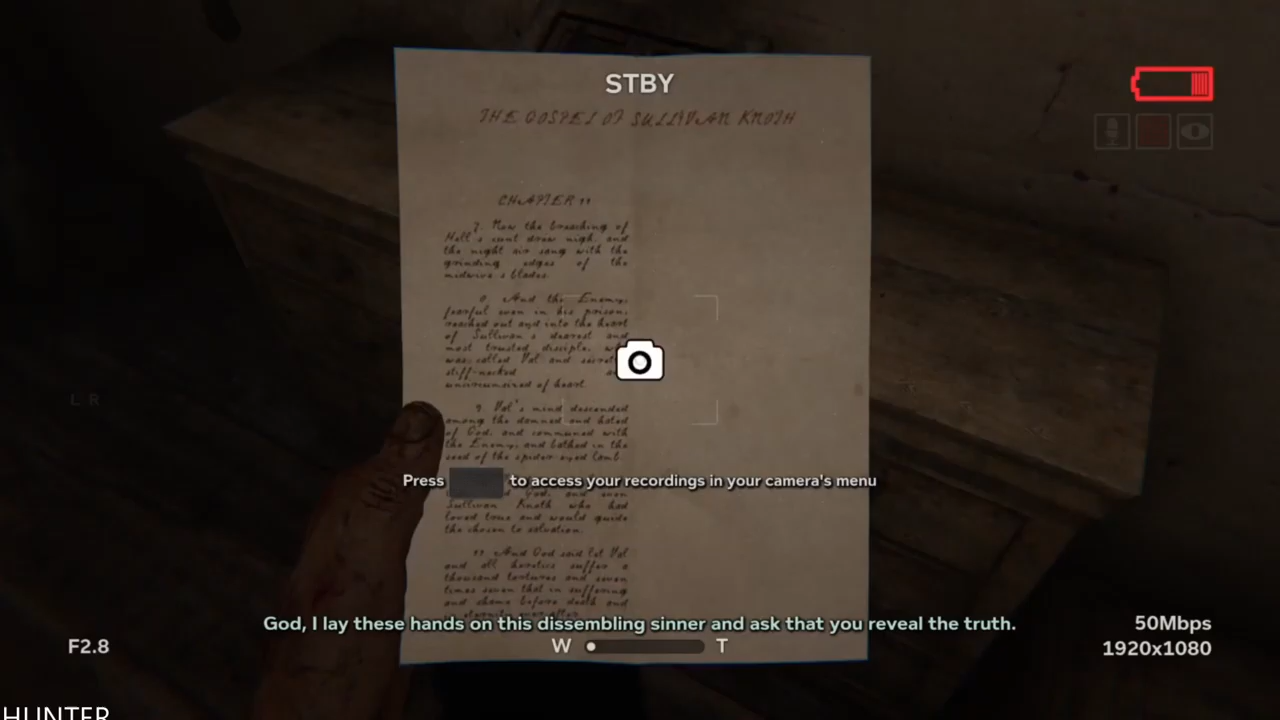 STBY
THE GOSPEL OF SULLIVAN KNOTH
CHAPTER 11
7. Now the breaching of
Hell's cunt drew nigh, and
the night air sang with the
grinding edges of the
midwive's blades.
8. And the Enemy,
fearful even in his prison,
reached out and into the heart
of Sullivan's dearest and
most trusted disciple, who
was called Val and secret
stiff-necked
uncircumcised of heart.
9. Val's mind descended
among the damned and hated
of God, and communed with
the Enemy, and bathed in the
seed of the spider-eyed lamb.
Press to access your recordings in your camera's menu
God, and even
Sullivan Knoth who had
loved true and would guide
the chosen to salvation.
11. And God said let Val
and all heretics suffer a
thousand tortures and seven
times seven that in suffering
and shame before death and
God, I lay these hands on this dissembling sinner and ask that you reveal the truth.
L R
F2.8
W T
50Mbps
1920x1080
HUNTER